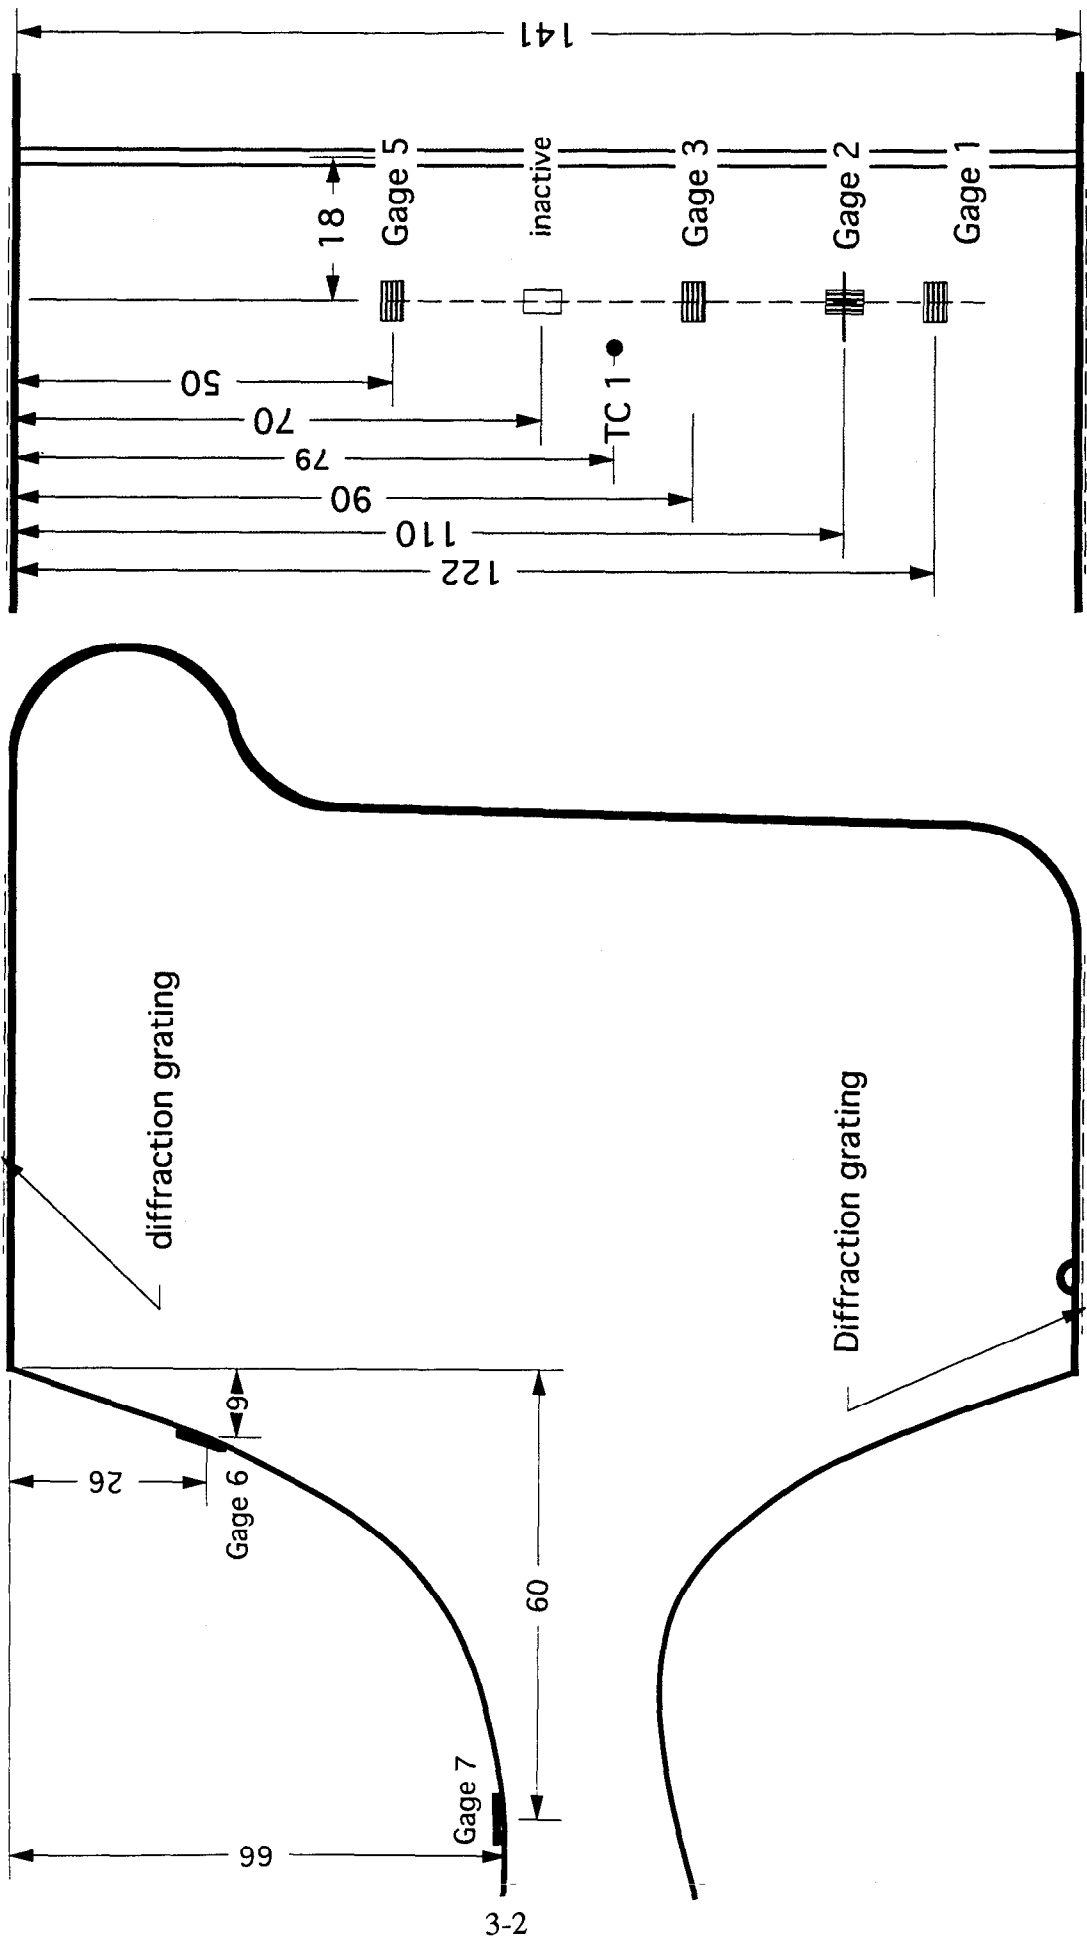 141
18
Gage 5
inactive
Gage 3
Gage 2
Gage 1
50
70
TC 1
79
90
110
122
diffraction grating
Diffraction grating
9
26
Gage 6
60
Gage 7
66
3-2